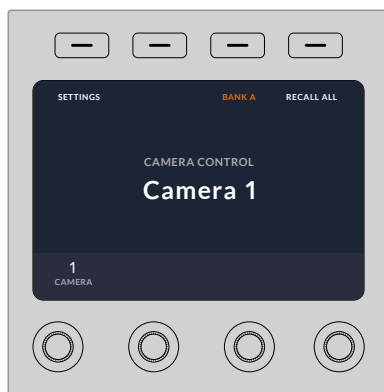 SETTINGS BANK A RECALL ALL
CAMERA CONTROL
Camera 1
1
CAMERA